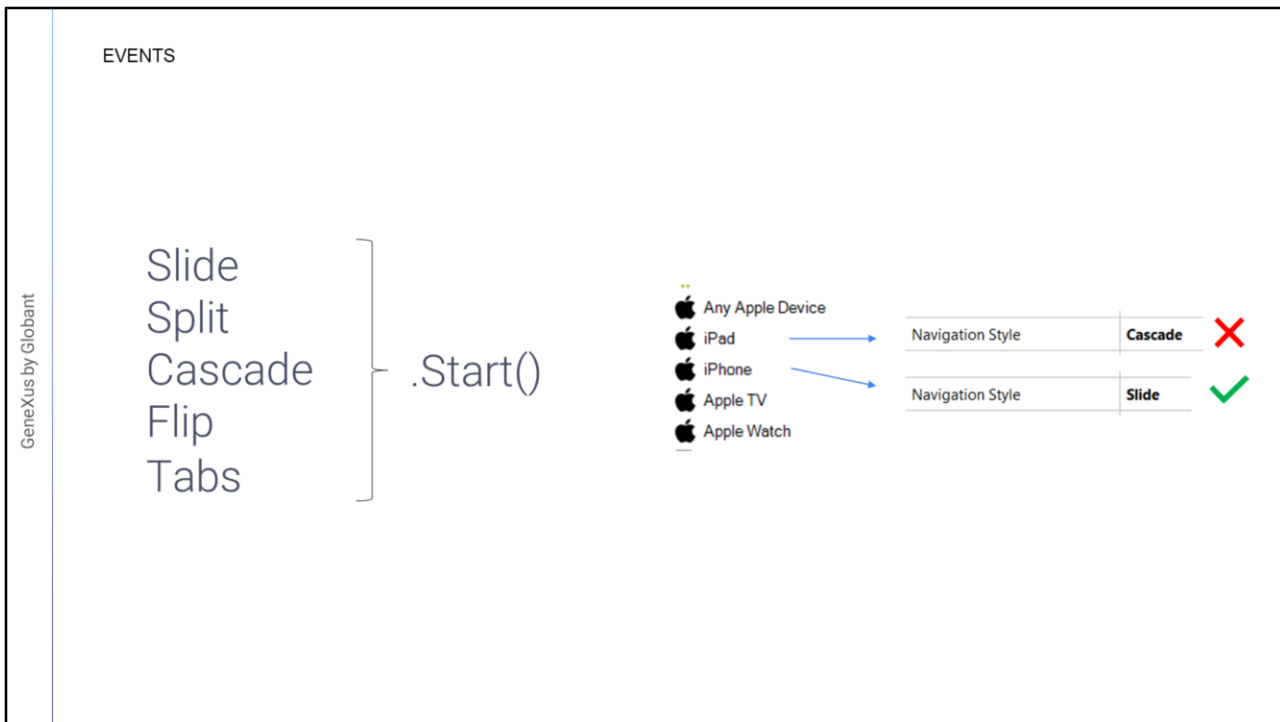 EVENTS
GeneXus by Globant
Slide
Split
Cascade
Flip
Tabs
.Start()
Any Apple Device
iPad
iPhone
Apple TV
Apple Watch
Navigation Style Cascade
Navigation Style Slide